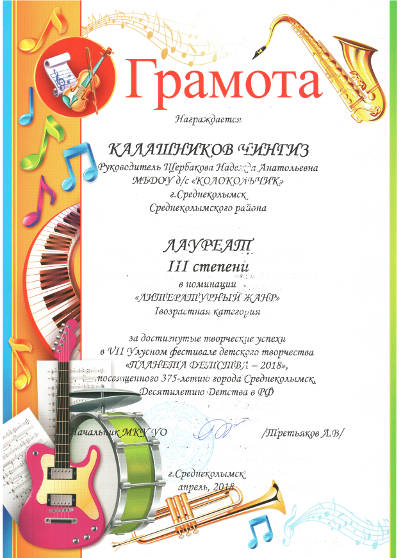 Грамота
Награждается:
КАЛАШНИКОВ ЧИНГИЗ
Руководитель Щербакова Надежда Анатольевна
МБДОУ д/с «КОЛОКОЛЬЧИК»
г.Среднеколымск
Среднеколымского района
ЛАУРЕАТ
III степени
в номинации
«ЛИТЕРАТУРНЫЙ ЖАНР»
I возрастная категория
за достигнутые творческие успехи
в VII Улусном фестивале детского творчества
«ПЛАНЕТА ДЕТСТВА – 2018»,
посвященного 375-летию города Среднеколымск,
Десятилетию Детства в РФ
Начальник МКУ УО /Третьяков А.В/
г.Среднеколымск
апрель, 2018